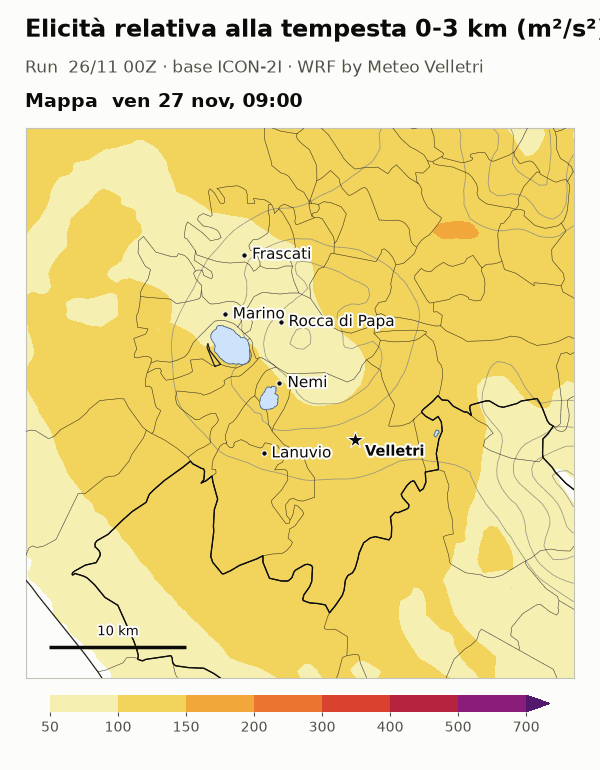 Elicità relativa alla tempesta 0-3 km (m²/s²)
Run  26/11 00Z · base ICON-2I · WRF by Meteo Velletri
Mappa  ven 27 nov, 09:00
Frascati
Marino
Rocca di Papa
Nemi
Velletri
Lanuvio
10 km
50 100 150 200 300 400 500 700